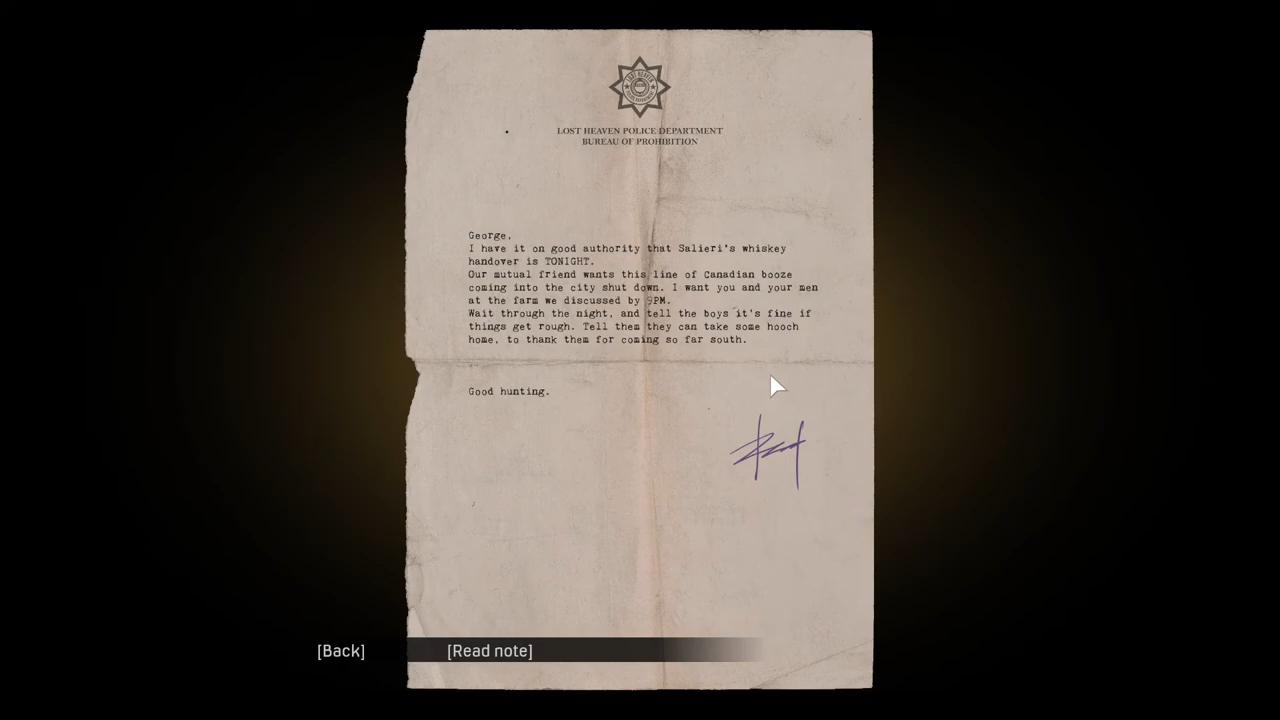 LOST HEAVEN
LOST HEAVEN POLICE DEPARTMENT
BUREAU OF PROHIBITION
George,
I have it on good authority that Salieri's whiskey
handover is TONIGHT.
Our mutual friend wants this line of Canadian booze
coming into the city shut down. I want you and your men
at the farm we discussed by 9PM.
Wait through the night, and tell the boys it's fine if
things get rough. Tell them they can take some hooch
home, to thank them for coming so far south.
Good hunting.
[Back] [Read note]